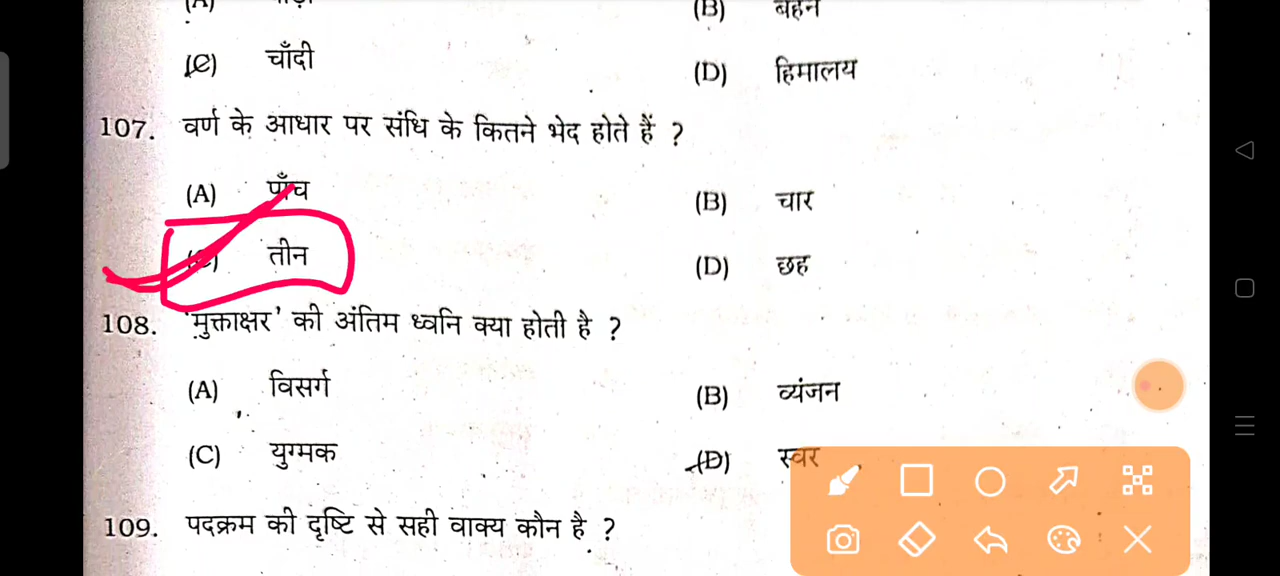 (B) बहन
(C) चाँदी
(D) हिमालय
107. वर्ण के आधार पर संधि के कितने भेद होते हैं ?
(A) पाँच
(B) चार
(C) तीन
(D) छह
108. 'मुक्ताक्षर' की अंतिम ध्वनि क्या होती है ?
(A) विसर्ग
(B) व्यंजन
(C) युग्मक
(D) स्वर
109. पदक्रम की दृष्टि से सही वाक्य कौन है ?